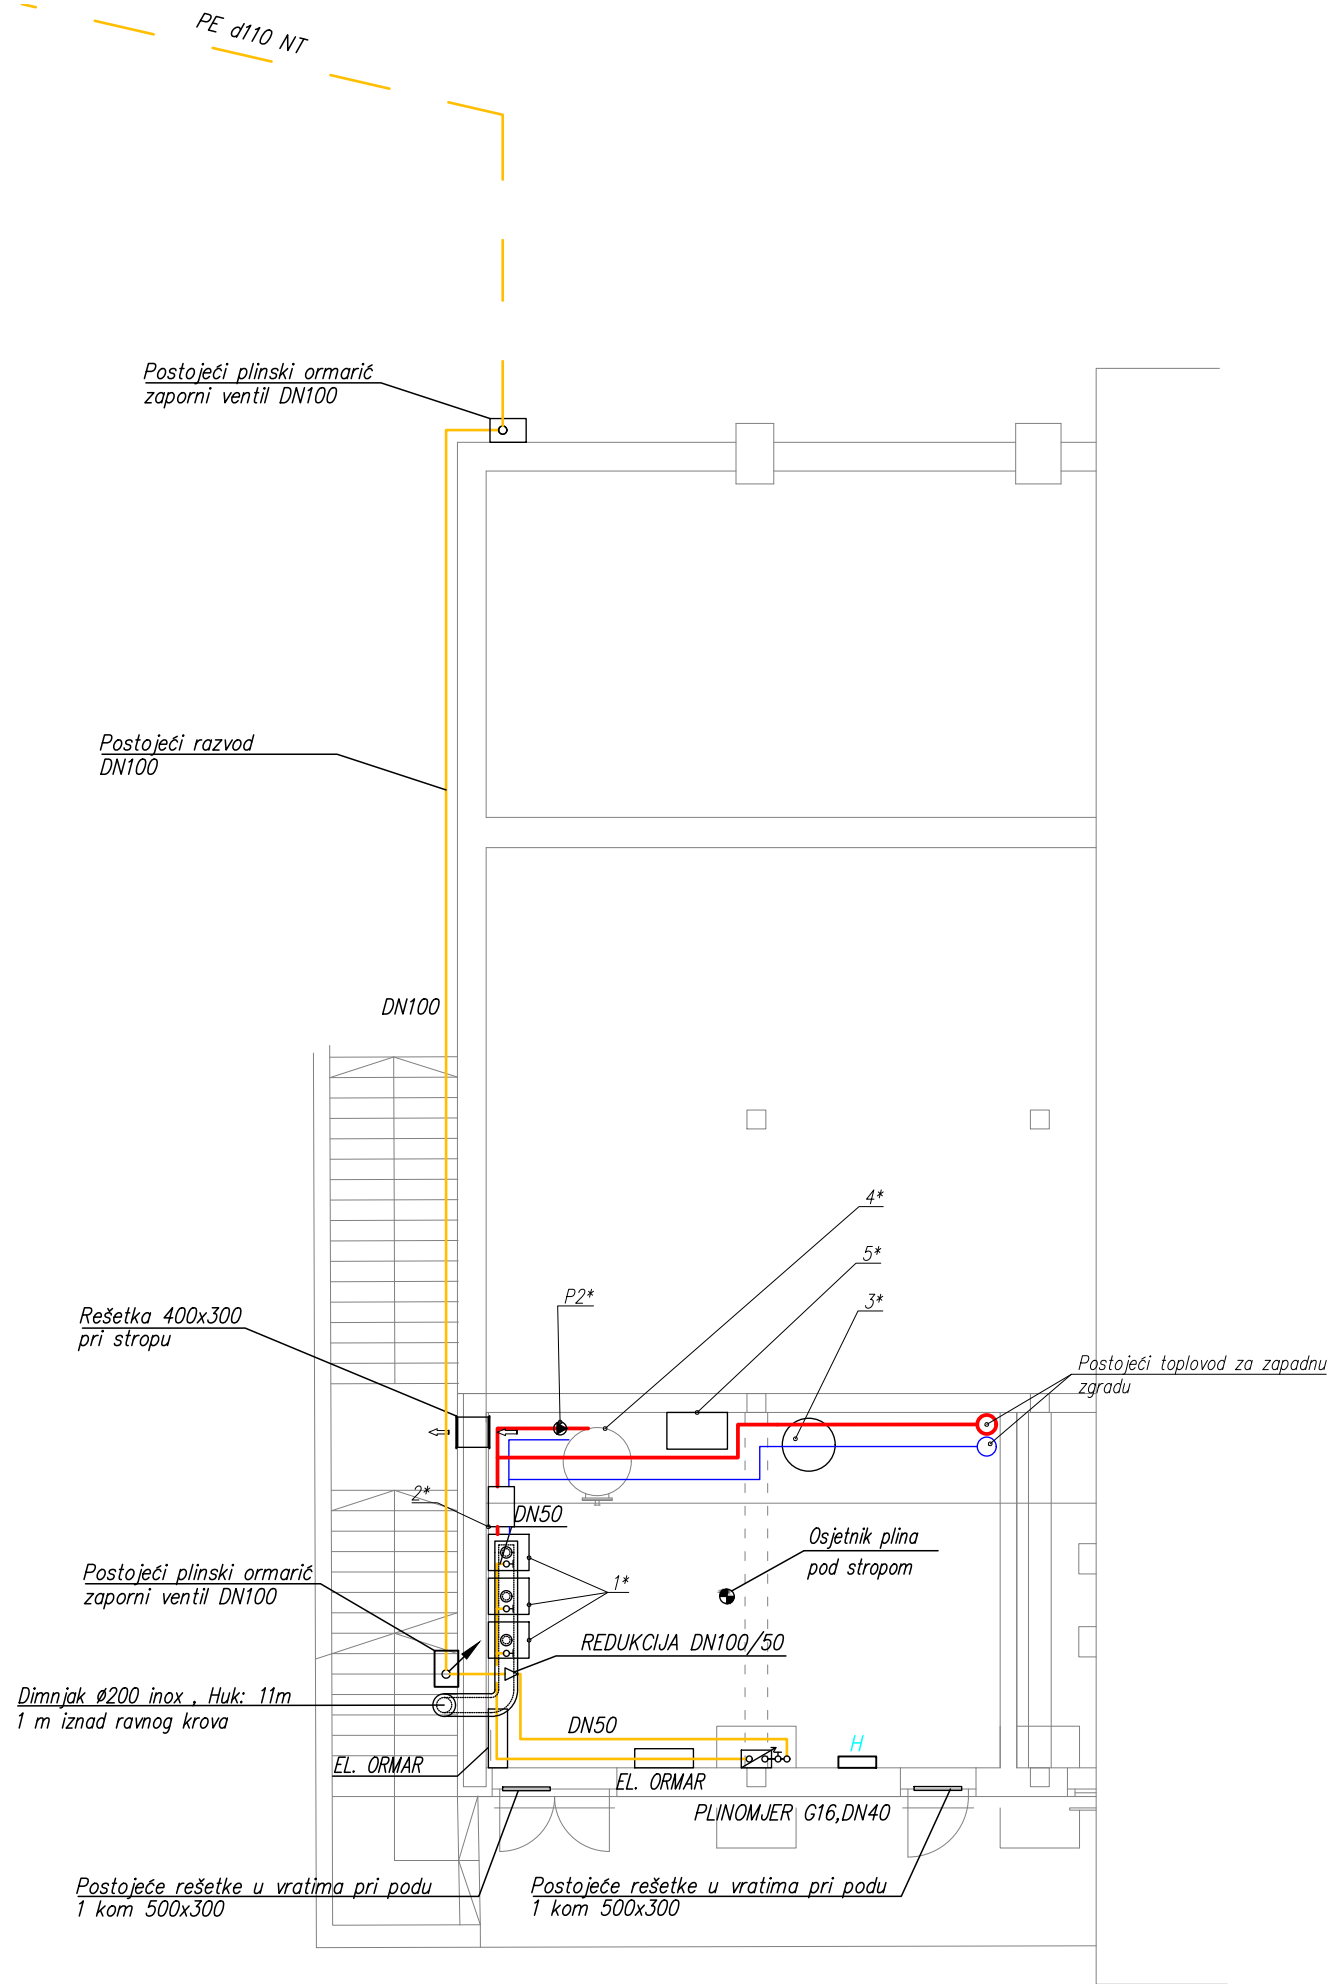 PE d110 NT
Postojeći plinski ormarić
zaporni ventil DN100
Postojeći razvod
DN100
DN100
4*
5*
P2*
3*
Rešetka 400x300
pri stropu
Postojeći toplovod za zapadnu
zgradu
2*
DN50
Osjetnik plina
pod stropom
Postojeći plinski ormarić
zaporni ventil DN100
1*
REDUKCIJA DN100/50
Dimnjak ø200 inox , Huk: 11m
1 m iznad ravnog krova
DN50
H
EL. ORMAR
EL. ORMAR
PLINOMJER G16,DN40
Postojeće rešetke u vratima pri podu
1 kom 500x300
Postojeće rešetke u vratima pri podu
1 kom 500x300